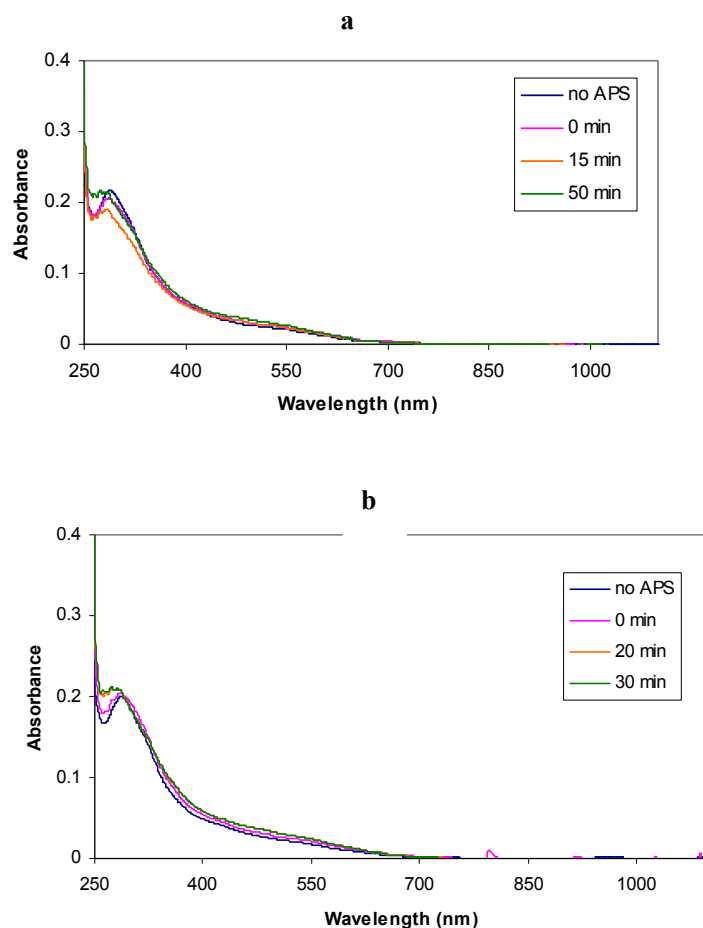 a
0.4
0.3
0.2
0.1
0
Absorbance
250 400 550 700 850 1000
Wavelength (nm)
no APS
0 min
15 min
50 min
b
0.4
0.3
0.2
0.1
0
Absorbance
250 400 550 700 850 1000
Wavelength (nm)
no APS
0 min
20 min
30 min